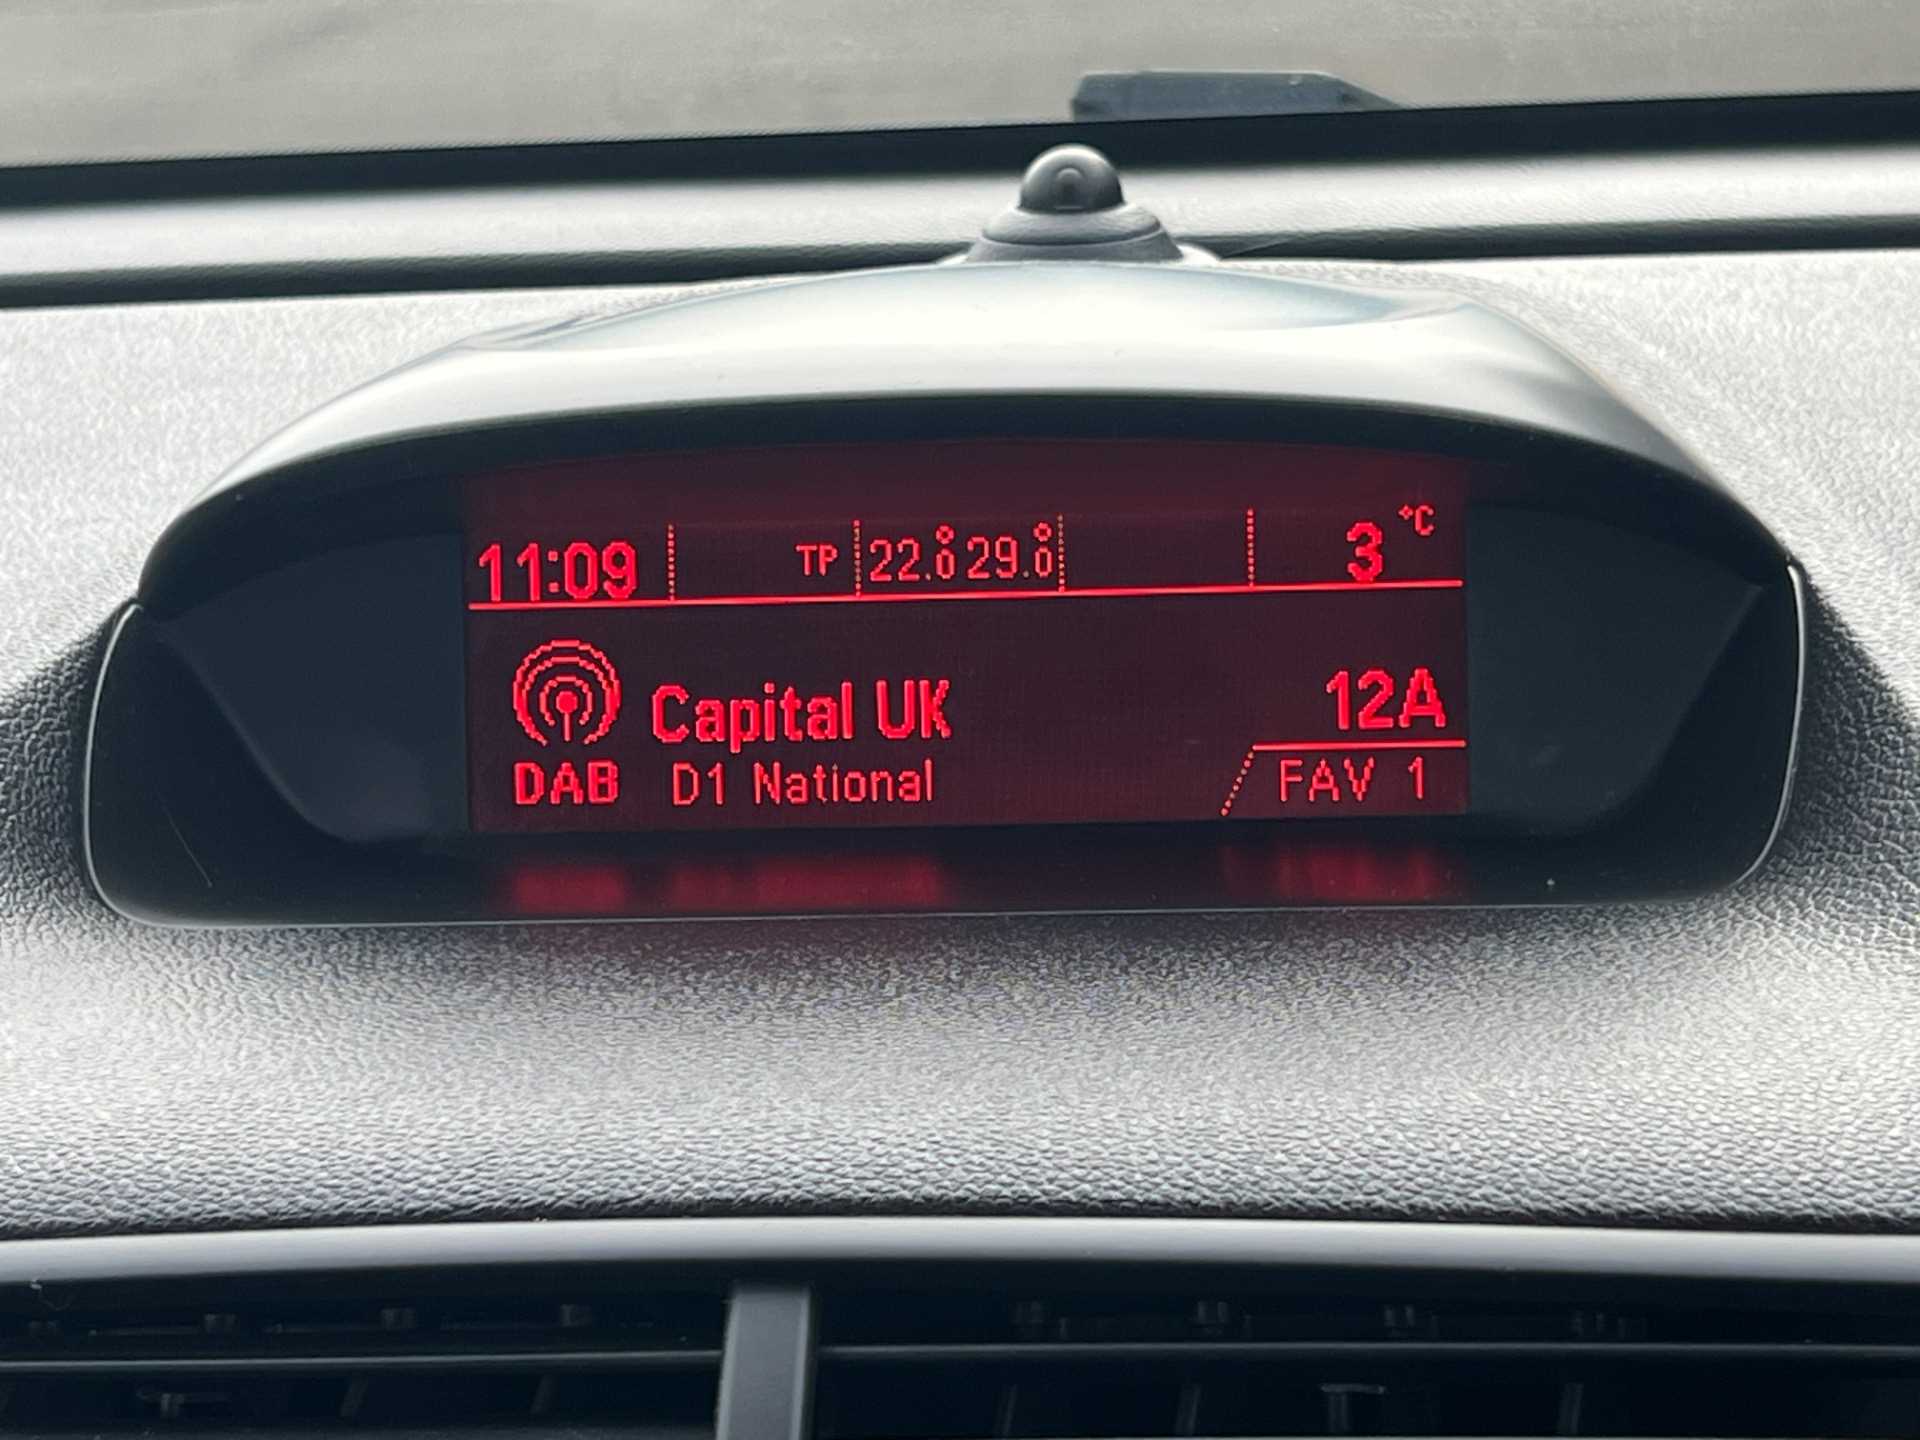 11:09 TP 22.0° 29.0° 3 °C
Capital UK 12A
DAB D1 National FAV 1